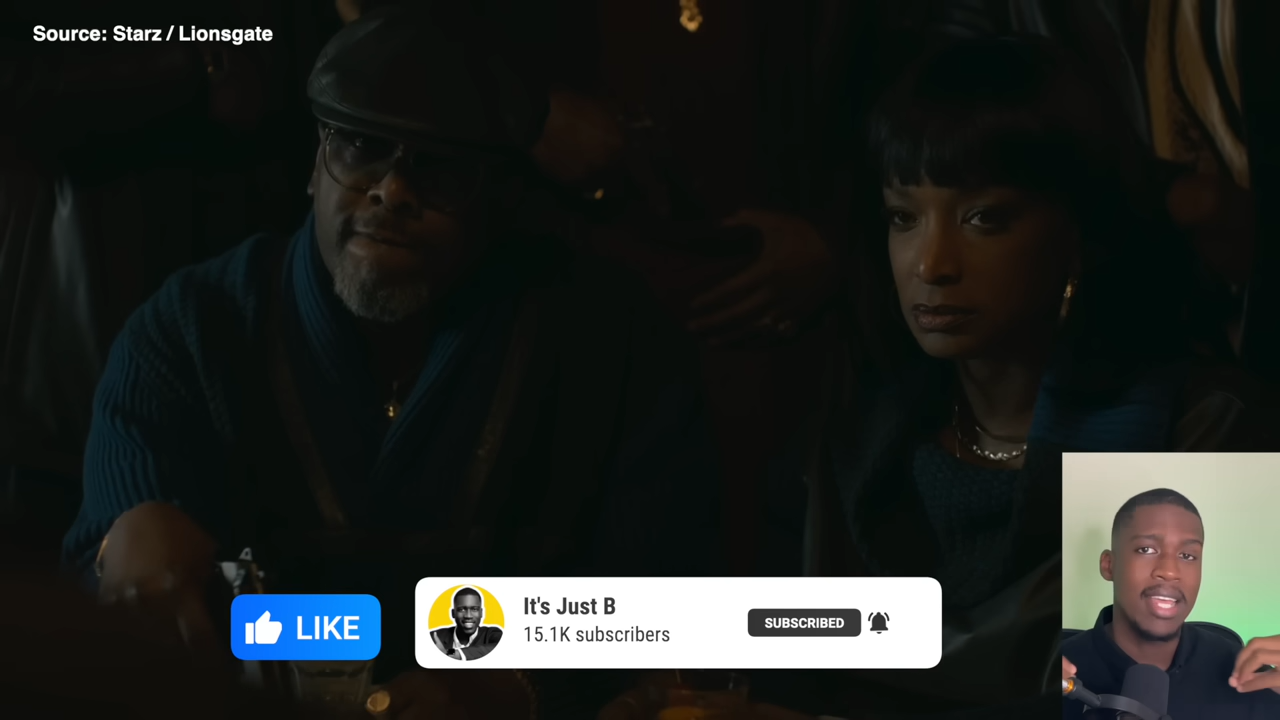 Source: Starz / Lionsgate
LIKE
It's Just B
15.1K subscribers
SUBSCRIBED